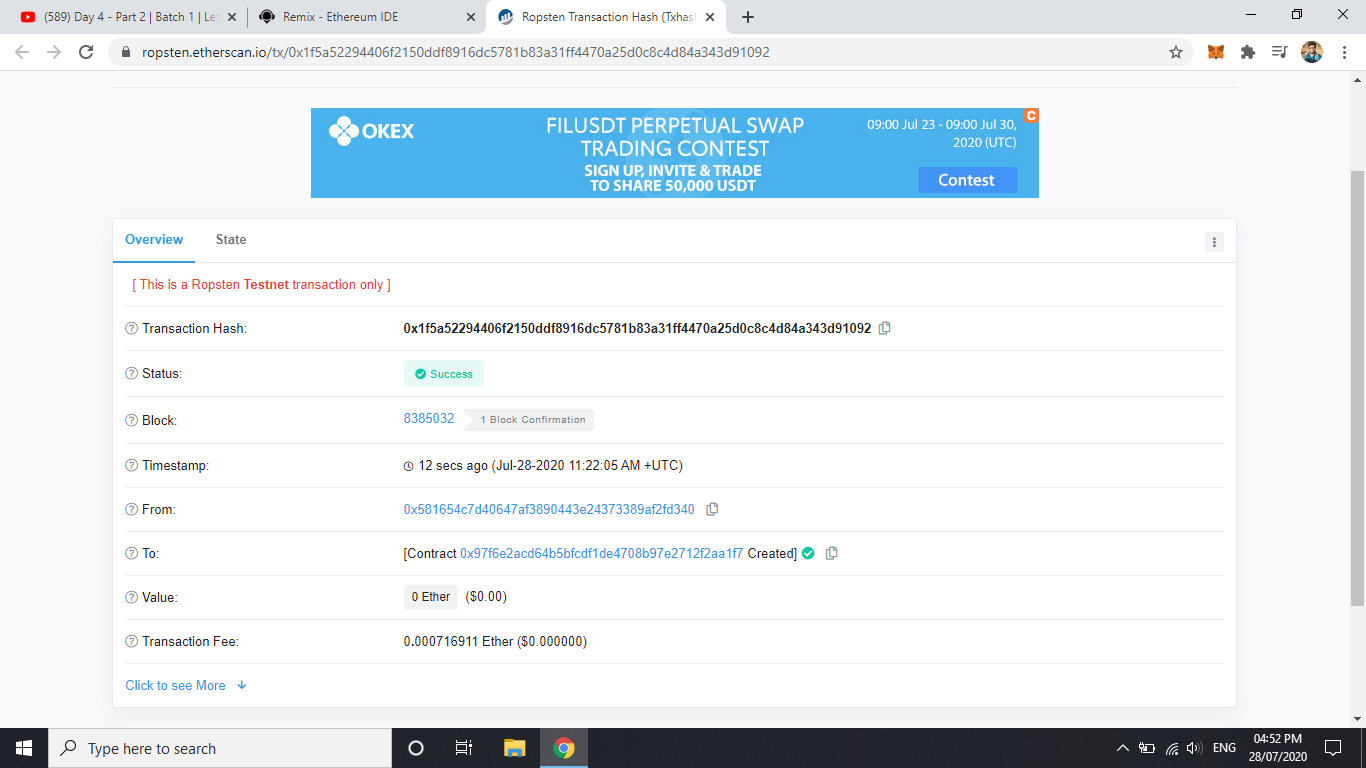 (589) Day 4 - Part 2 | Batch 1 | Let
Remix - Ethereum IDE
Ropsten Transaction Hash (Txhas
ropsten.etherscan.io/tx/0x1f5a52294406f2150ddf8916dc5781b83a31ff4470a25d0c8c4d84a343d91092
OKEX
FILUSDT PERPETUAL SWAP
TRADING CONTEST
SIGN UP, INVITE & TRADE
TO SHARE 50,000 USDT
09:00 Jul 23 - 09:00 Jul 30,
2020 (UTC)
Contest
C
Overview State
[ This is a Ropsten Testnet transaction only ]
Transaction Hash: 0x1f5a52294406f2150ddf8916dc5781b83a31ff4470a25d0c8c4d84a343d91092
Status: Success
Block: 8385032 1 Block Confirmation
Timestamp: 12 secs ago (Jul-28-2020 11:22:05 AM +UTC)
From: 0x581654c7d40647af3890443e24373389af2fd340
To: [Contract 0x97f6e2acd64b5bfcdf1de4708b97e2712f2aa1f7 Created]
Value: 0 Ether ($0.00)
Transaction Fee: 0.000716911 Ether ($0.000000)
Click to see More
Type here to search
ENG
04:52 PM
28/07/2020